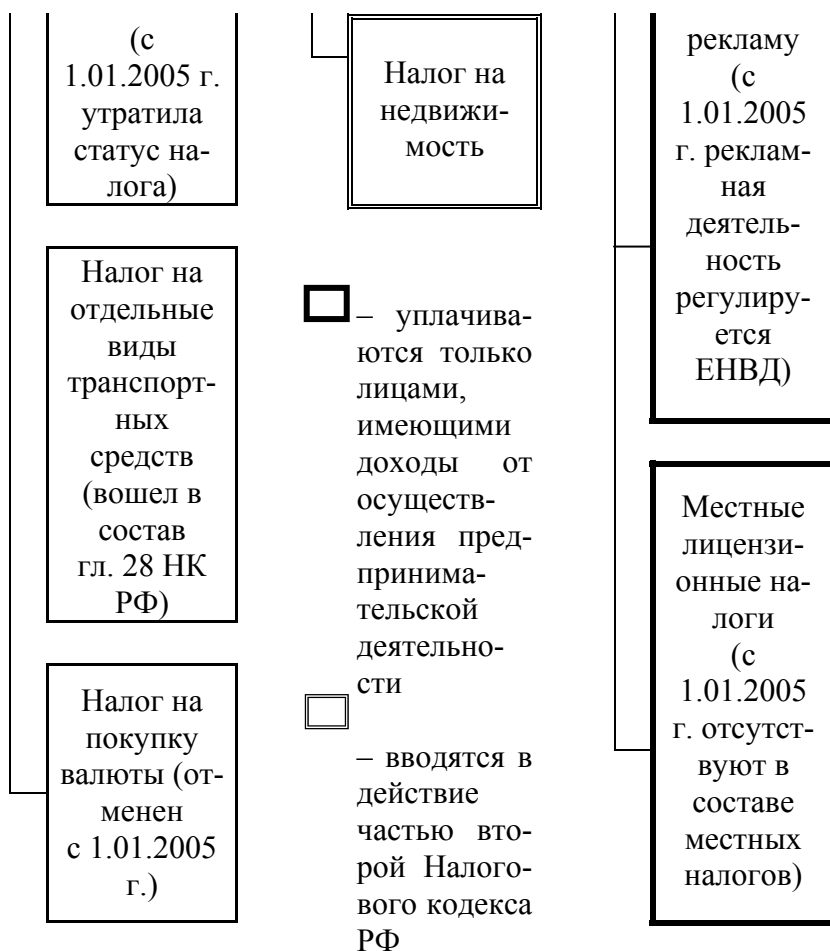 (с
1.01.2005 г.
утратила
статус на-
лога)
Налог на
отдельные
виды
транспорт-
ных
средств
(вошел в
состав
гл. 28 НК
РФ)
Налог на
покупку
валюты (от-
менен
с 1.01.2005
г.)
Налог на
недвижи-
мость
– уплачива-
ются только
лицами,
имеющими
доходы от
осуществ-
ления пред-
принима-
тельской
деятельно-
сти
– вводятся в
действие
частью вто-
рой Налого-
вого кодекса
РФ
рекламу
(с
1.01.2005
г. реклам-
ная
деятель-
ность
регулиру-
ется
ЕНВД)
Местные
лицензи-
онные на-
логи
(с
1.01.2005
г. отсутст-
вуют в
составе
местных
налогов)